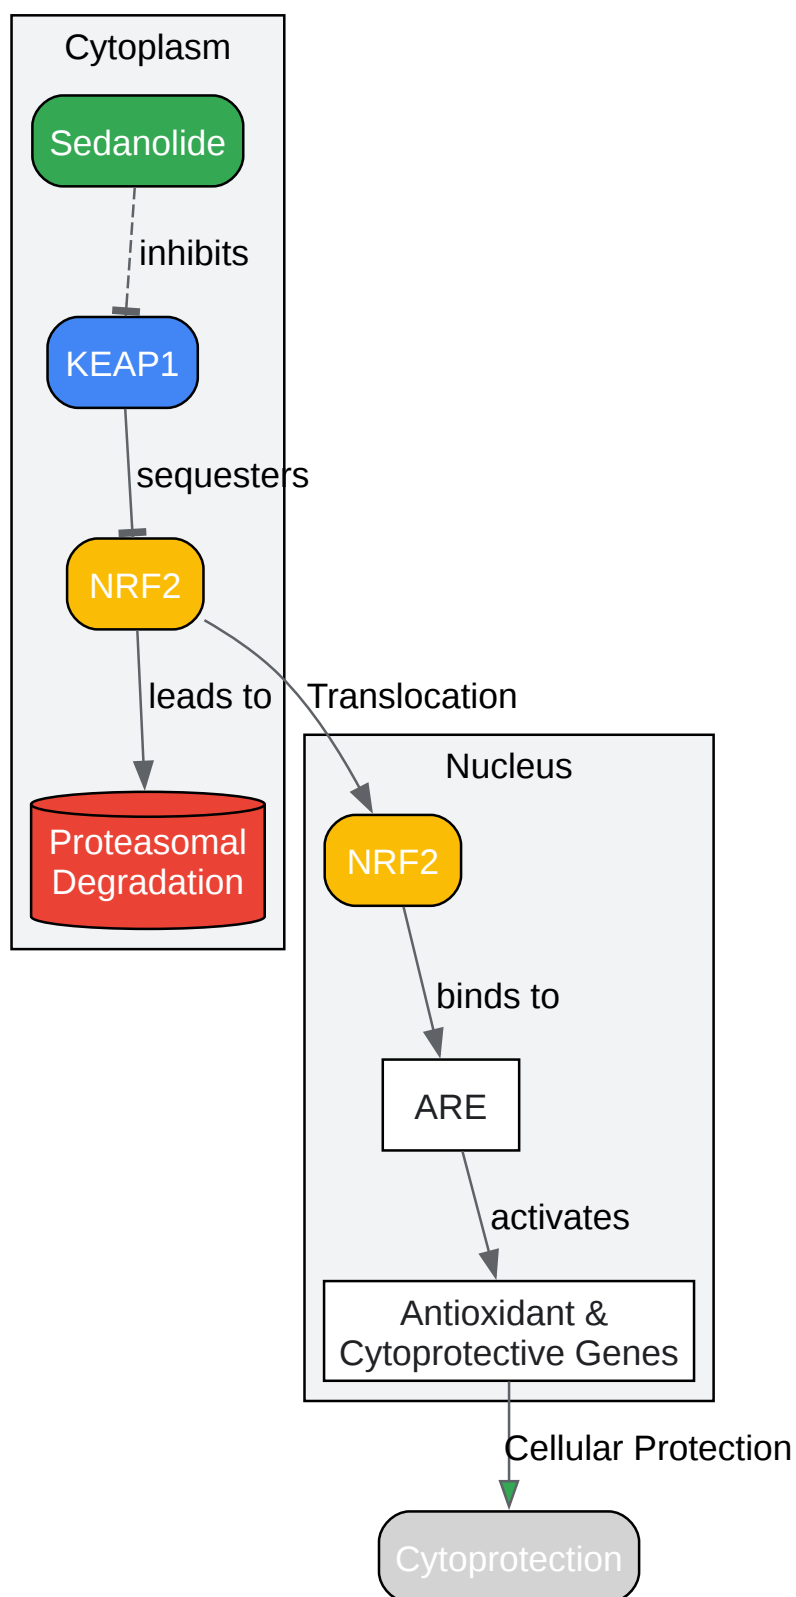 Cytoplasm
Sedanolide
inhibits
KEAP1
sequesters
NRF2
leads to
Translocation
Nucleus
Proteasomal
Degradation
NRF2
binds to
ARE
activates
Antioxidant &
Cytoprotective Genes
Cellular Protection
Cytoprotection